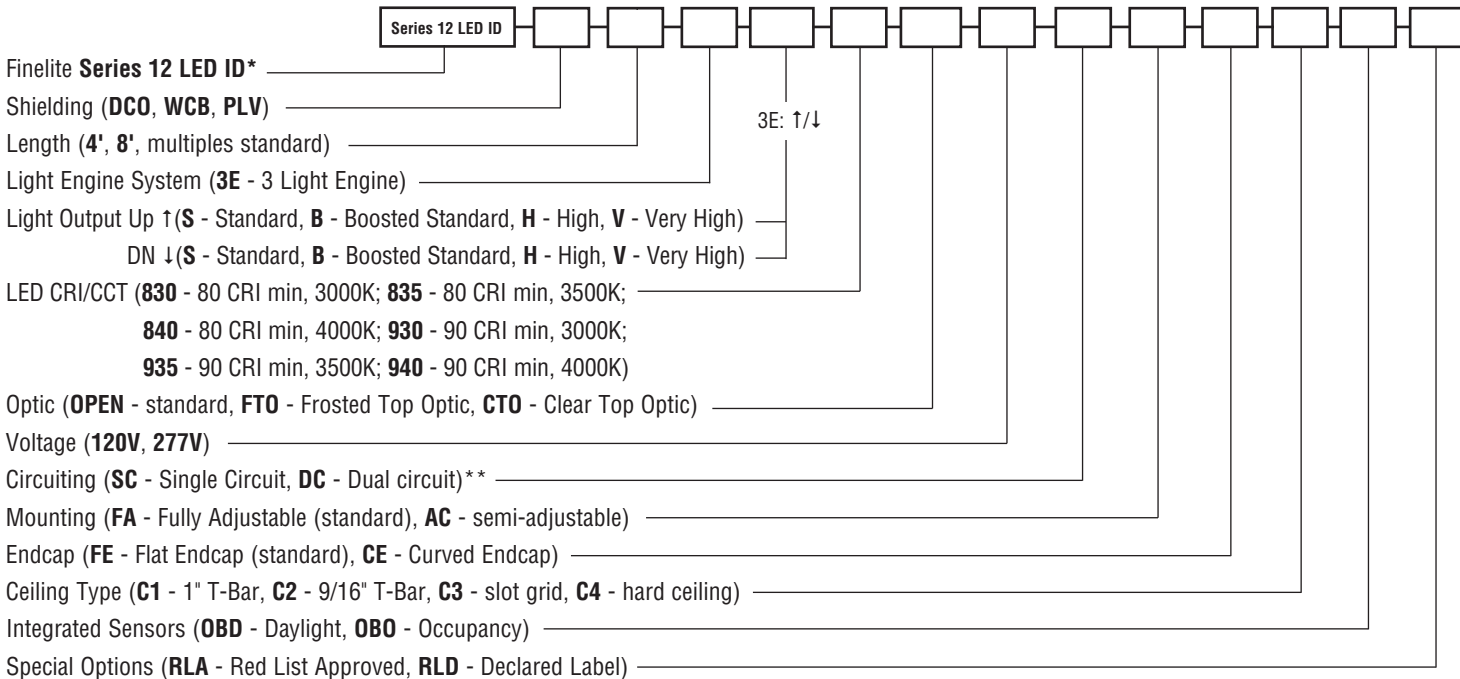 Series 12 LED ID
Finelite Series 12 LED ID*
Shielding (DCO, WCB, PLV)
3E: ↑/↓
Length (4', 8', multiples standard)
Light Engine System (3E - 3 Light Engine)
Light Output Up ↑(S - Standard, B - Boosted Standard, H - High, V - Very High)
DN ↓(S - Standard, B - Boosted Standard, H - High, V - Very High)
LED CRI/CCT (830 - 80 CRI min, 3000K; 835 - 80 CRI min, 3500K;
840 - 80 CRI min, 4000K; 930 - 90 CRI min, 3000K;
935 - 90 CRI min, 3500K; 940 - 90 CRI min, 4000K)
Optic (OPEN - standard, FTO - Frosted Top Optic, CTO - Clear Top Optic)
Voltage (120V, 277V)
Circuiting (SC - Single Circuit, DC - Dual circuit)**
Mounting (FA - Fully Adjustable (standard), AC - semi-adjustable)
Endcap (FE - Flat Endcap (standard), CE - Curved Endcap)
Ceiling Type (C1 - 1" T-Bar, C2 - 9/16" T-Bar, C3 - slot grid, C4 - hard ceiling)
Integrated Sensors (OBD - Daylight, OBO - Occupancy)
Special Options (RLA - Red List Approved, RLD - Declared Label)